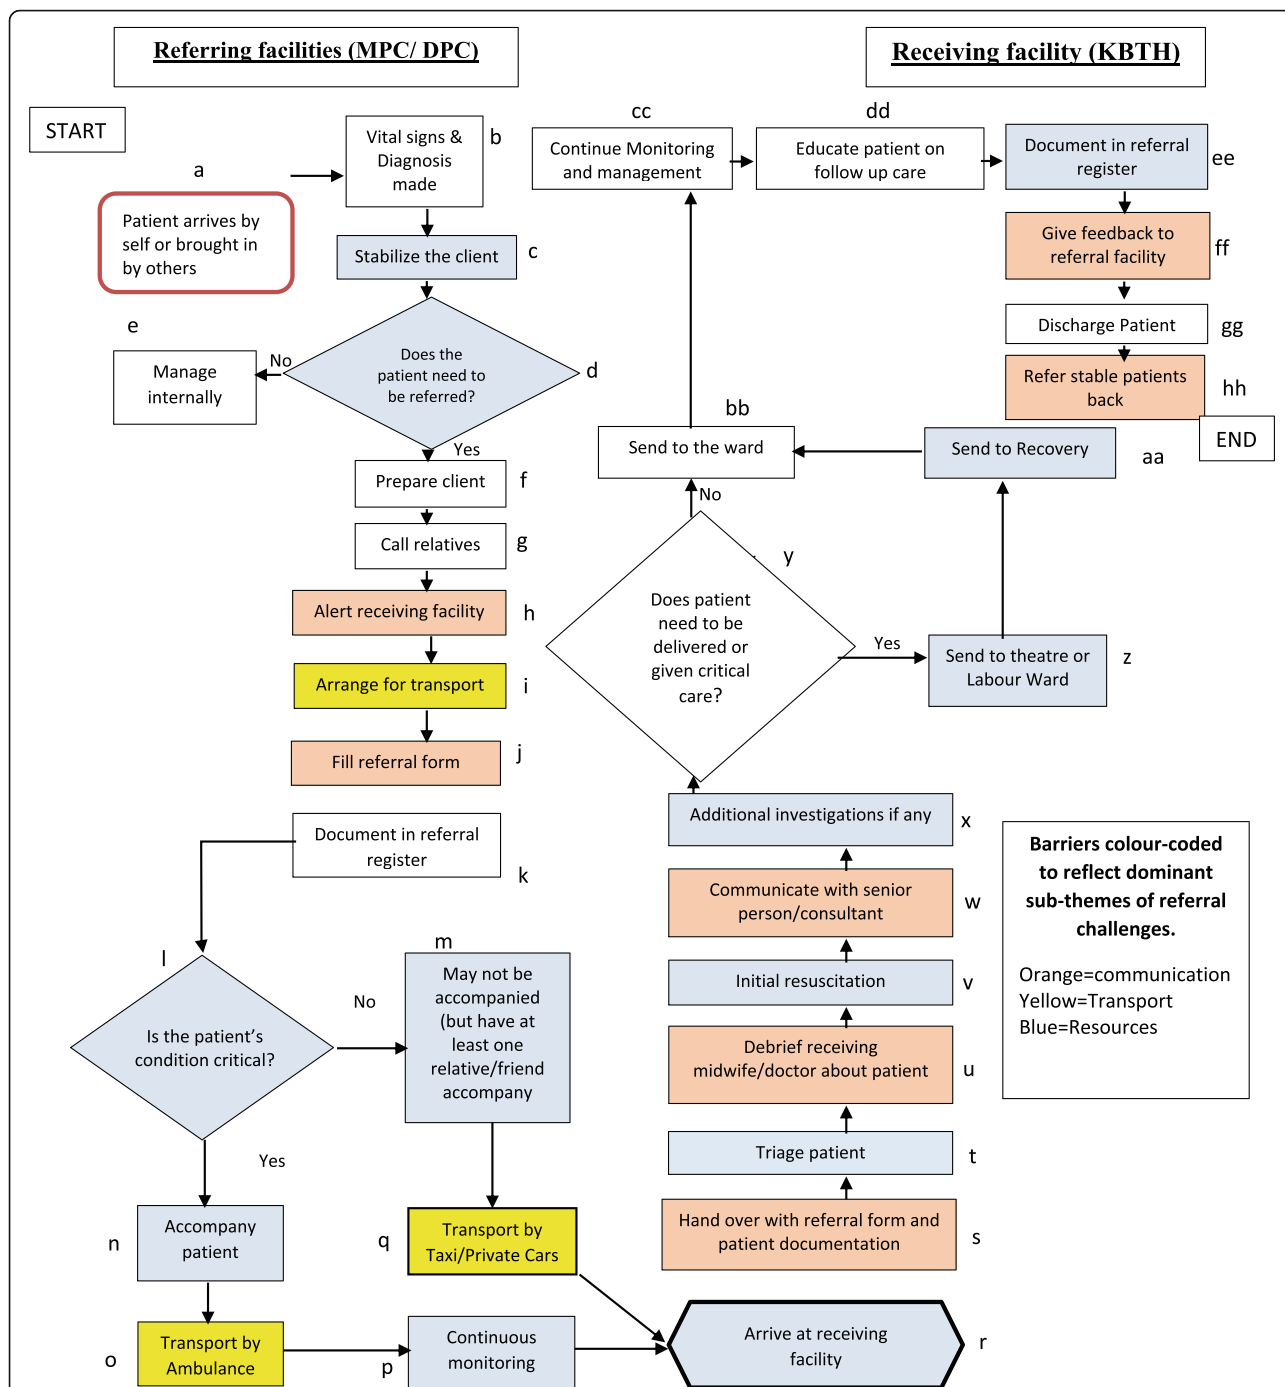 Referring facilities (MPC/ DPC)
Receiving facility (KBTH)
START
a
Patient arrives by
self or brought in
by others
b
Vital signs &
Diagnosis
made
Stabilize the client
c
Does the
patient need to
be referred?
d
No
e
Manage
internally
Yes
Prepare client
f
Call relatives
g
Alert receiving facility
h
Arrange for transport
i
Fill referral form
j
Document in referral
register
k
l
Is the patient’s
condition critical?
No
m
May not be
accompanied
(but have at
least one
relative/friend
accompany
Yes
n
Accompany
patient
o
Transport by
Ambulance
p
Continuous
monitoring
q
Transport by
Taxi/Private Cars
Arrive at receiving
facility
r
Hand over with referral form and
patient documentation
s
Triage patient
t
Debrief receiving
midwife/doctor about patient
u
Initial resuscitation
v
Communicate with senior
person/consultant
w
Additional investigations if any
x
Does patient
need to be
delivered or
given critical
care?
y
Yes
Send to theatre or
Labour Ward
z
Send to Recovery
aa
No
Send to the ward
bb
cc
Continue Monitoring
and management
dd
Educate patient on
follow up care
Document in referral
register
ee
Give feedback to
referral facility
ff
Discharge Patient
gg
Refer stable patients
back
hh
END
Barriers colour-coded
to reflect dominant
sub-themes of referral
challenges.
Orange=communication
Yellow=Transport
Blue=Resources